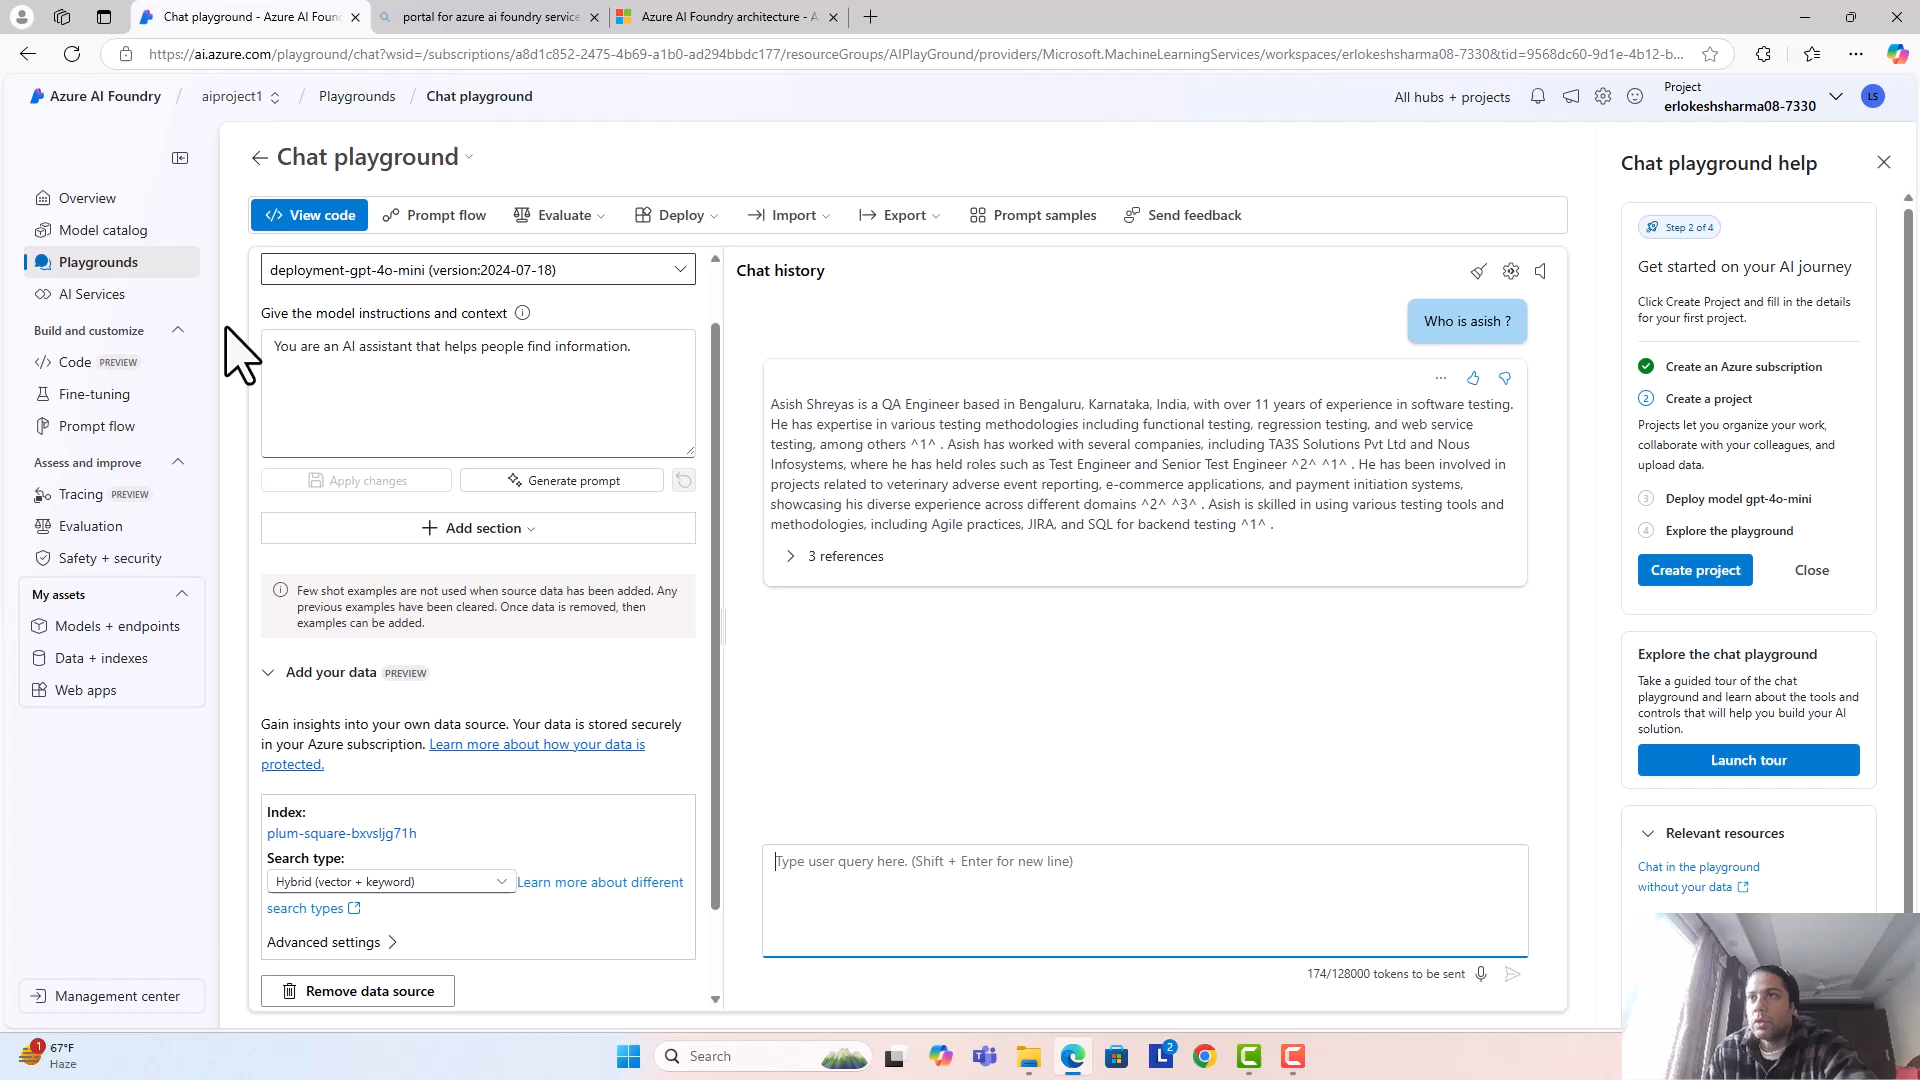 Chat playground - Azure AI Foun
portal for azure ai foundry service
Azure AI Foundry architecture - A
https://ai.azure.com/playground/chat?wsid=/subscriptions/a8d1c852-2475-4b69-a1b0-ad294bbdc177/resourceGroups/AIPlayGround/providers/Microsoft.MachineLearningServices/workspaces/erlokeshsharma08-7330&tid=9568dc60-9d1e-4b12-b...
Azure AI Foundry / aiproject1 / Playgrounds / Chat playground
All hubs + projects
Project
erlokeshsharma08-7330
LS
Overview
Model catalog
Playgrounds
AI Services
Build and customize
Code PREVIEW
Fine-tuning
Prompt flow
Assess and improve
Tracing PREVIEW
Evaluation
Safety + security
My assets
Models + endpoints
Data + indexes
Web apps
Management center
Chat playground
View code
Prompt flow
Evaluate
Deploy
Import
Export
Prompt samples
Send feedback
deployment-gpt-4o-mini (version:2024-07-18)
Give the model instructions and context
You are an AI assistant that helps people find information.
Apply changes
Generate prompt
Add section
Few shot examples are not used when source data has been added. Any
previous examples have been cleared. Once data is removed, then
examples can be added.
Add your data PREVIEW
Gain insights into your own data source. Your data is stored securely
in your Azure subscription. Learn more about how your data is
protected.
Index:
plum-square-bxvsljg71h
Search type:
Hybrid (vector + keyword)
Learn more about different
search types
Advanced settings
Remove data source
Chat history
Who is asish ?
Asish Shreyas is a QA Engineer based in Bengaluru, Karnataka, India, with over 11 years of experience in software testing.
He has expertise in various testing methodologies including functional testing, regression testing, and web service
testing, among others ^1^ . Asish has worked with several companies, including TA3S Solutions Pvt Ltd and Nous
Infosystems, where he has held roles such as Test Engineer and Senior Test Engineer ^2^ ^1^ . He has been involved in
projects related to veterinary adverse event reporting, e-commerce applications, and payment initiation systems,
showcasing his diverse experience across different domains ^2^ ^3^ . Asish is skilled in using various testing tools and
methodologies, including Agile practices, JIRA, and SQL for backend testing ^1^ .
3 references
Type user query here. (Shift + Enter for new line)
174/128000 tokens to be sent
Chat playground help
Step 2 of 4
Get started on your AI journey
Click Create Project and fill in the details
for your first project.
Create an Azure subscription
2 Create a project
Projects let you organize your work,
collaborate with your colleagues, and
upload data.
3 Deploy model gpt-4o-mini
4 Explore the playground
Create project
Close
Explore the chat playground
Take a guided tour of the chat
playground and learn about the tools and
controls that will help you build your AI
solution.
Launch tour
Relevant resources
Chat in the playground
without your data
1
67°F
Haze
Search
L
2